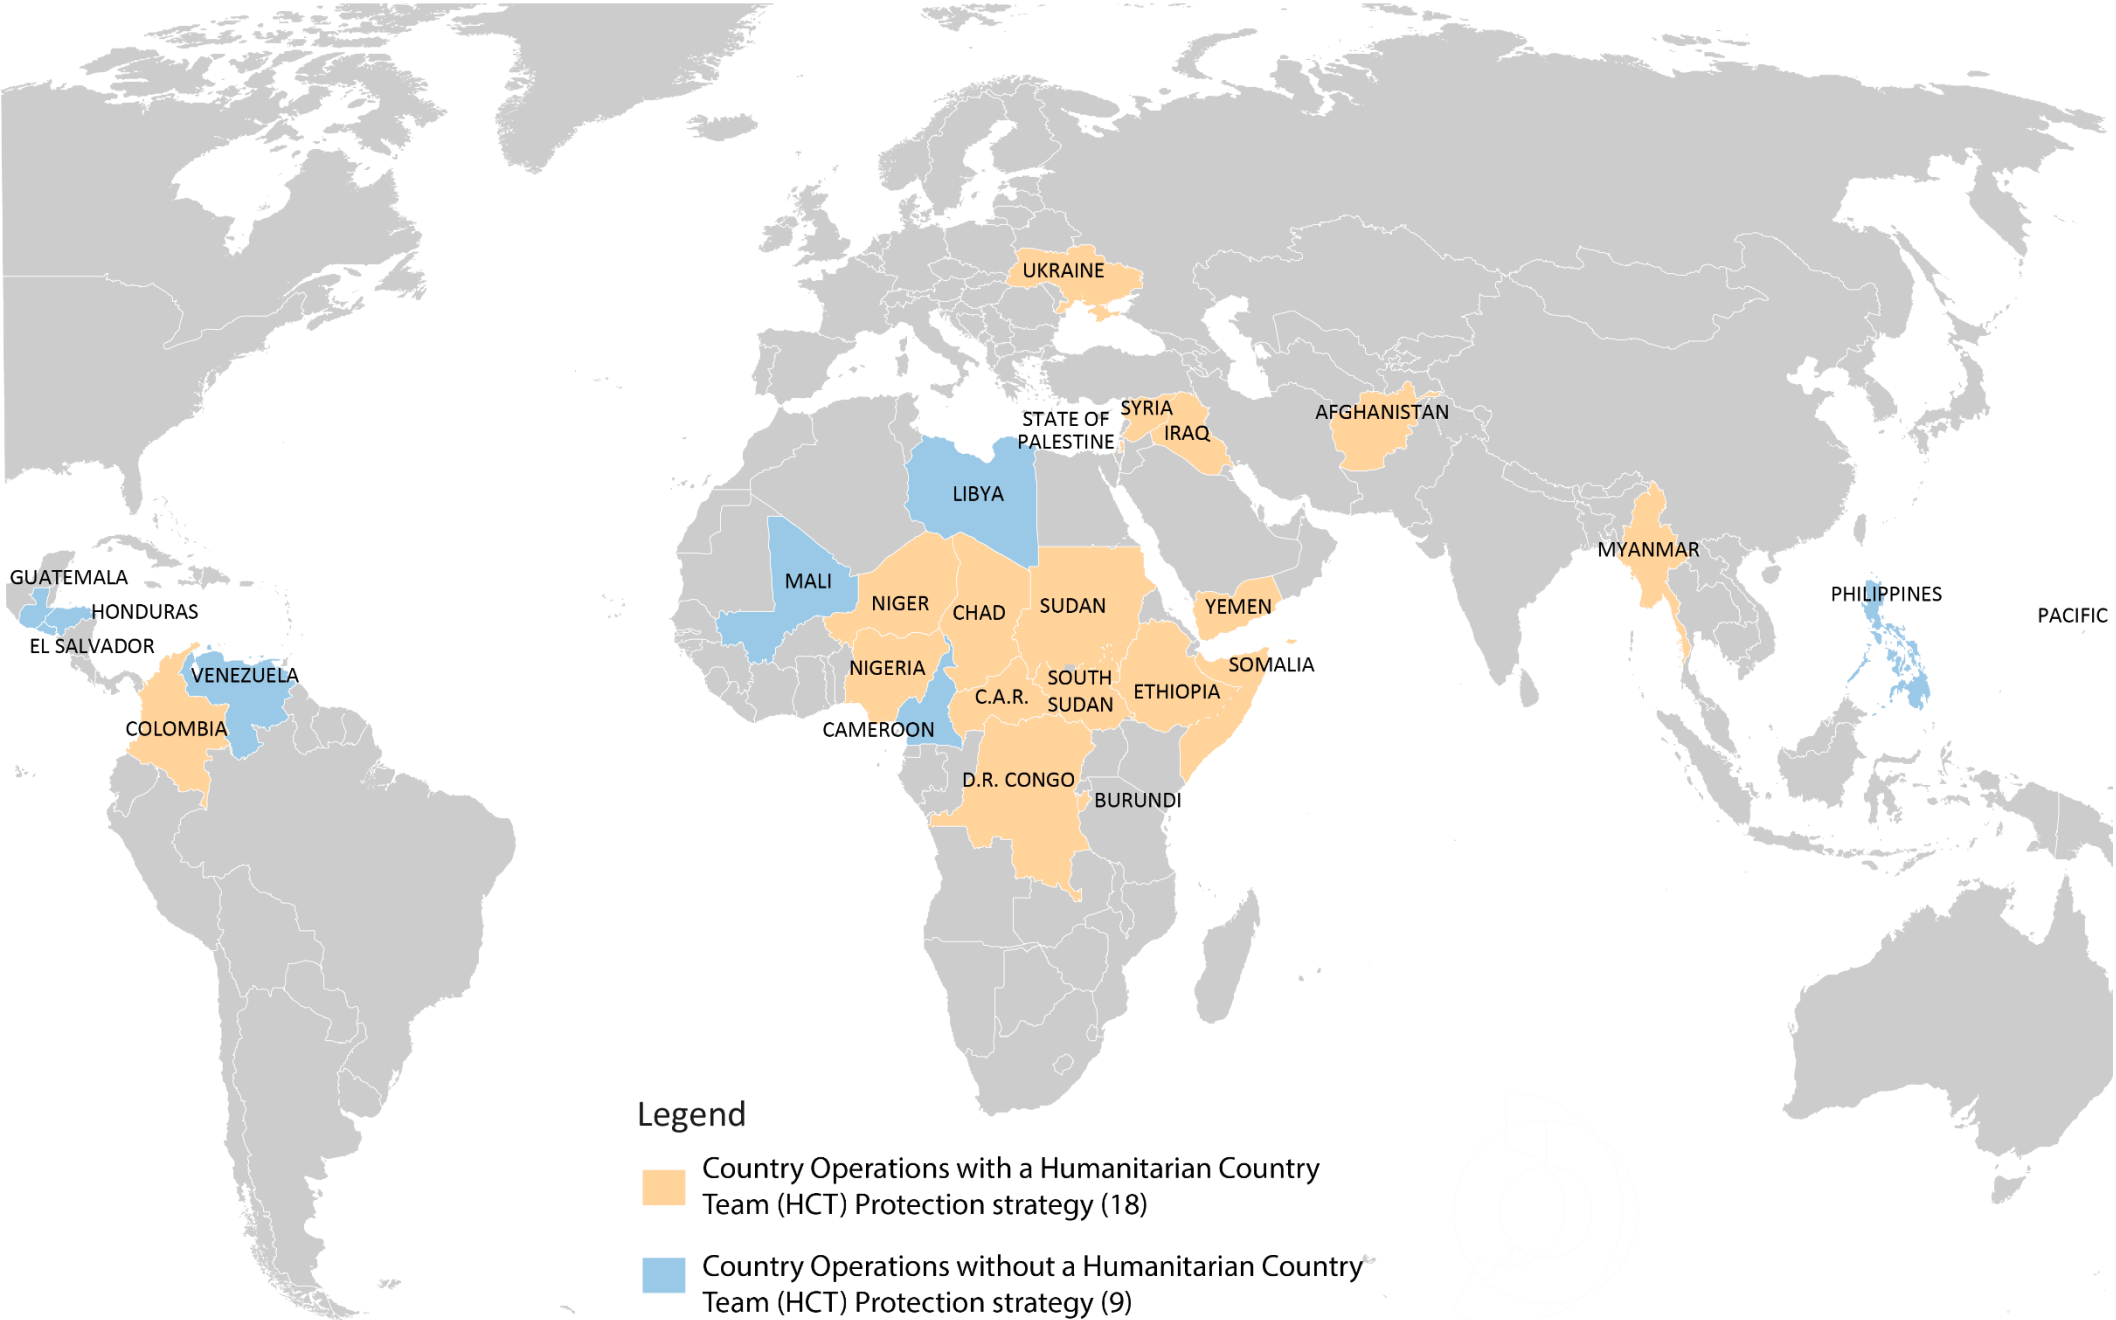 UKRAINE
SYRIA
STATE OF
PALESTINE
IRAQ
AFGHANISTAN
LIBYA
MYANMAR
GUATEMALA
MALI
HONDURAS
NIGER
CHAD
SUDAN
YEMEN
PHILIPPINES
PACIFIC
EL SALVADOR
VENEZUELA
NIGERIA
SOMALIA
C.A.R.
SOUTH
SUDAN
ETHIOPIA
COLOMBIA
CAMEROON
D.R. CONGO
BURUNDI
Legend
Country Operations with a Humanitarian Country
Team (HCT) Protection strategy (18)
Country Operations without a Humanitarian Country
Team (HCT) Protection strategy (9)